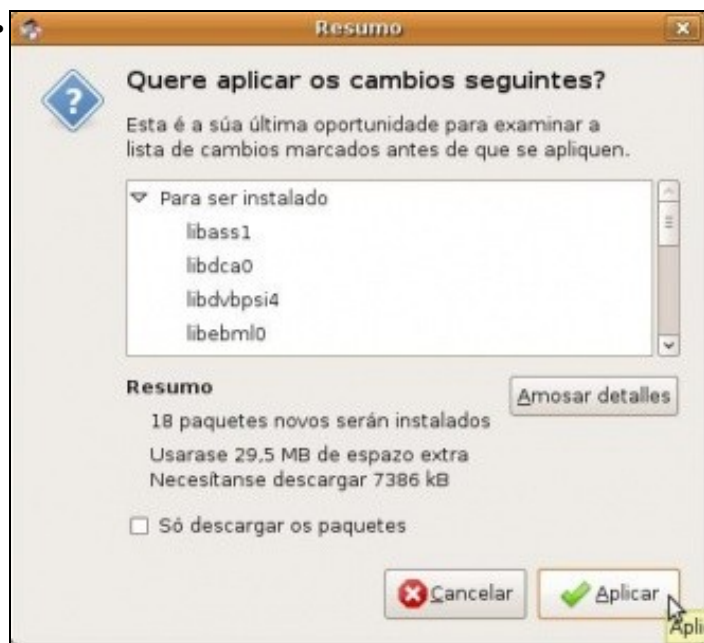 Resumo
Quere aplicar os cambios seguintes?
Esta é a súa última oportunidade para examinar a
lista de cambios marcados antes de que se apliquen.
Para ser instalado
libass1
libdca0
libdvbpsi4
libebml0
Resumo
Amosar detalles
18 paquetes novos serán instalados
Usarase 29,5 MB de espazo extra
Necesítanse descargar 7386 kB
Só descargar os paquetes
Cancelar
Aplicar
Apli